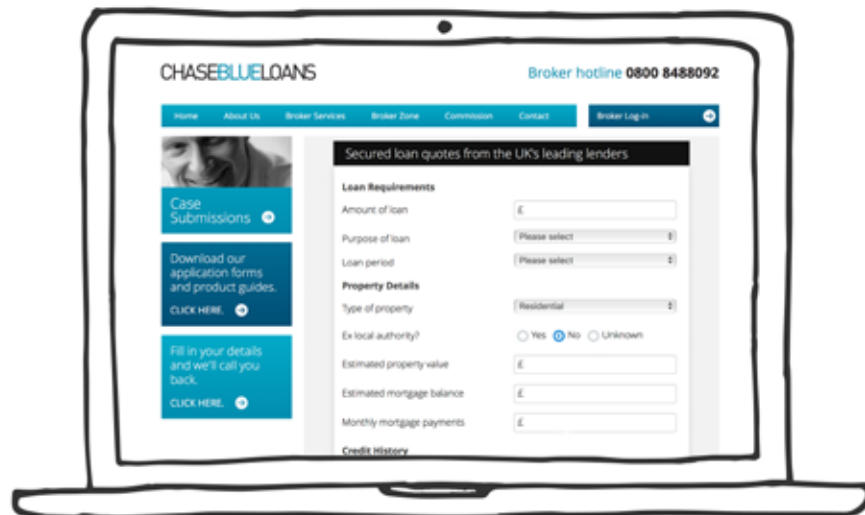 CHASEBLUELOANS
Broker hotline 0800 8488092
Home About Us Broker Services Broker Zone Commission Contact Broker Log-in
Case
Submissions
Download our
application forms
and product guides.
CLICK HERE.
Fill in your details
and we'll call you
back.
CLICK HERE.
Secured loan quotes from the UK's leading lenders
Loan Requirements
Amount of loan £
Purpose of loan Please select
Loan period Please select
Property Details
Type of property Residential
Ex local authority? Yes No Unknown
Estimated property value £
Estimated mortgage balance £
Monthly mortgage payments £
Credit History